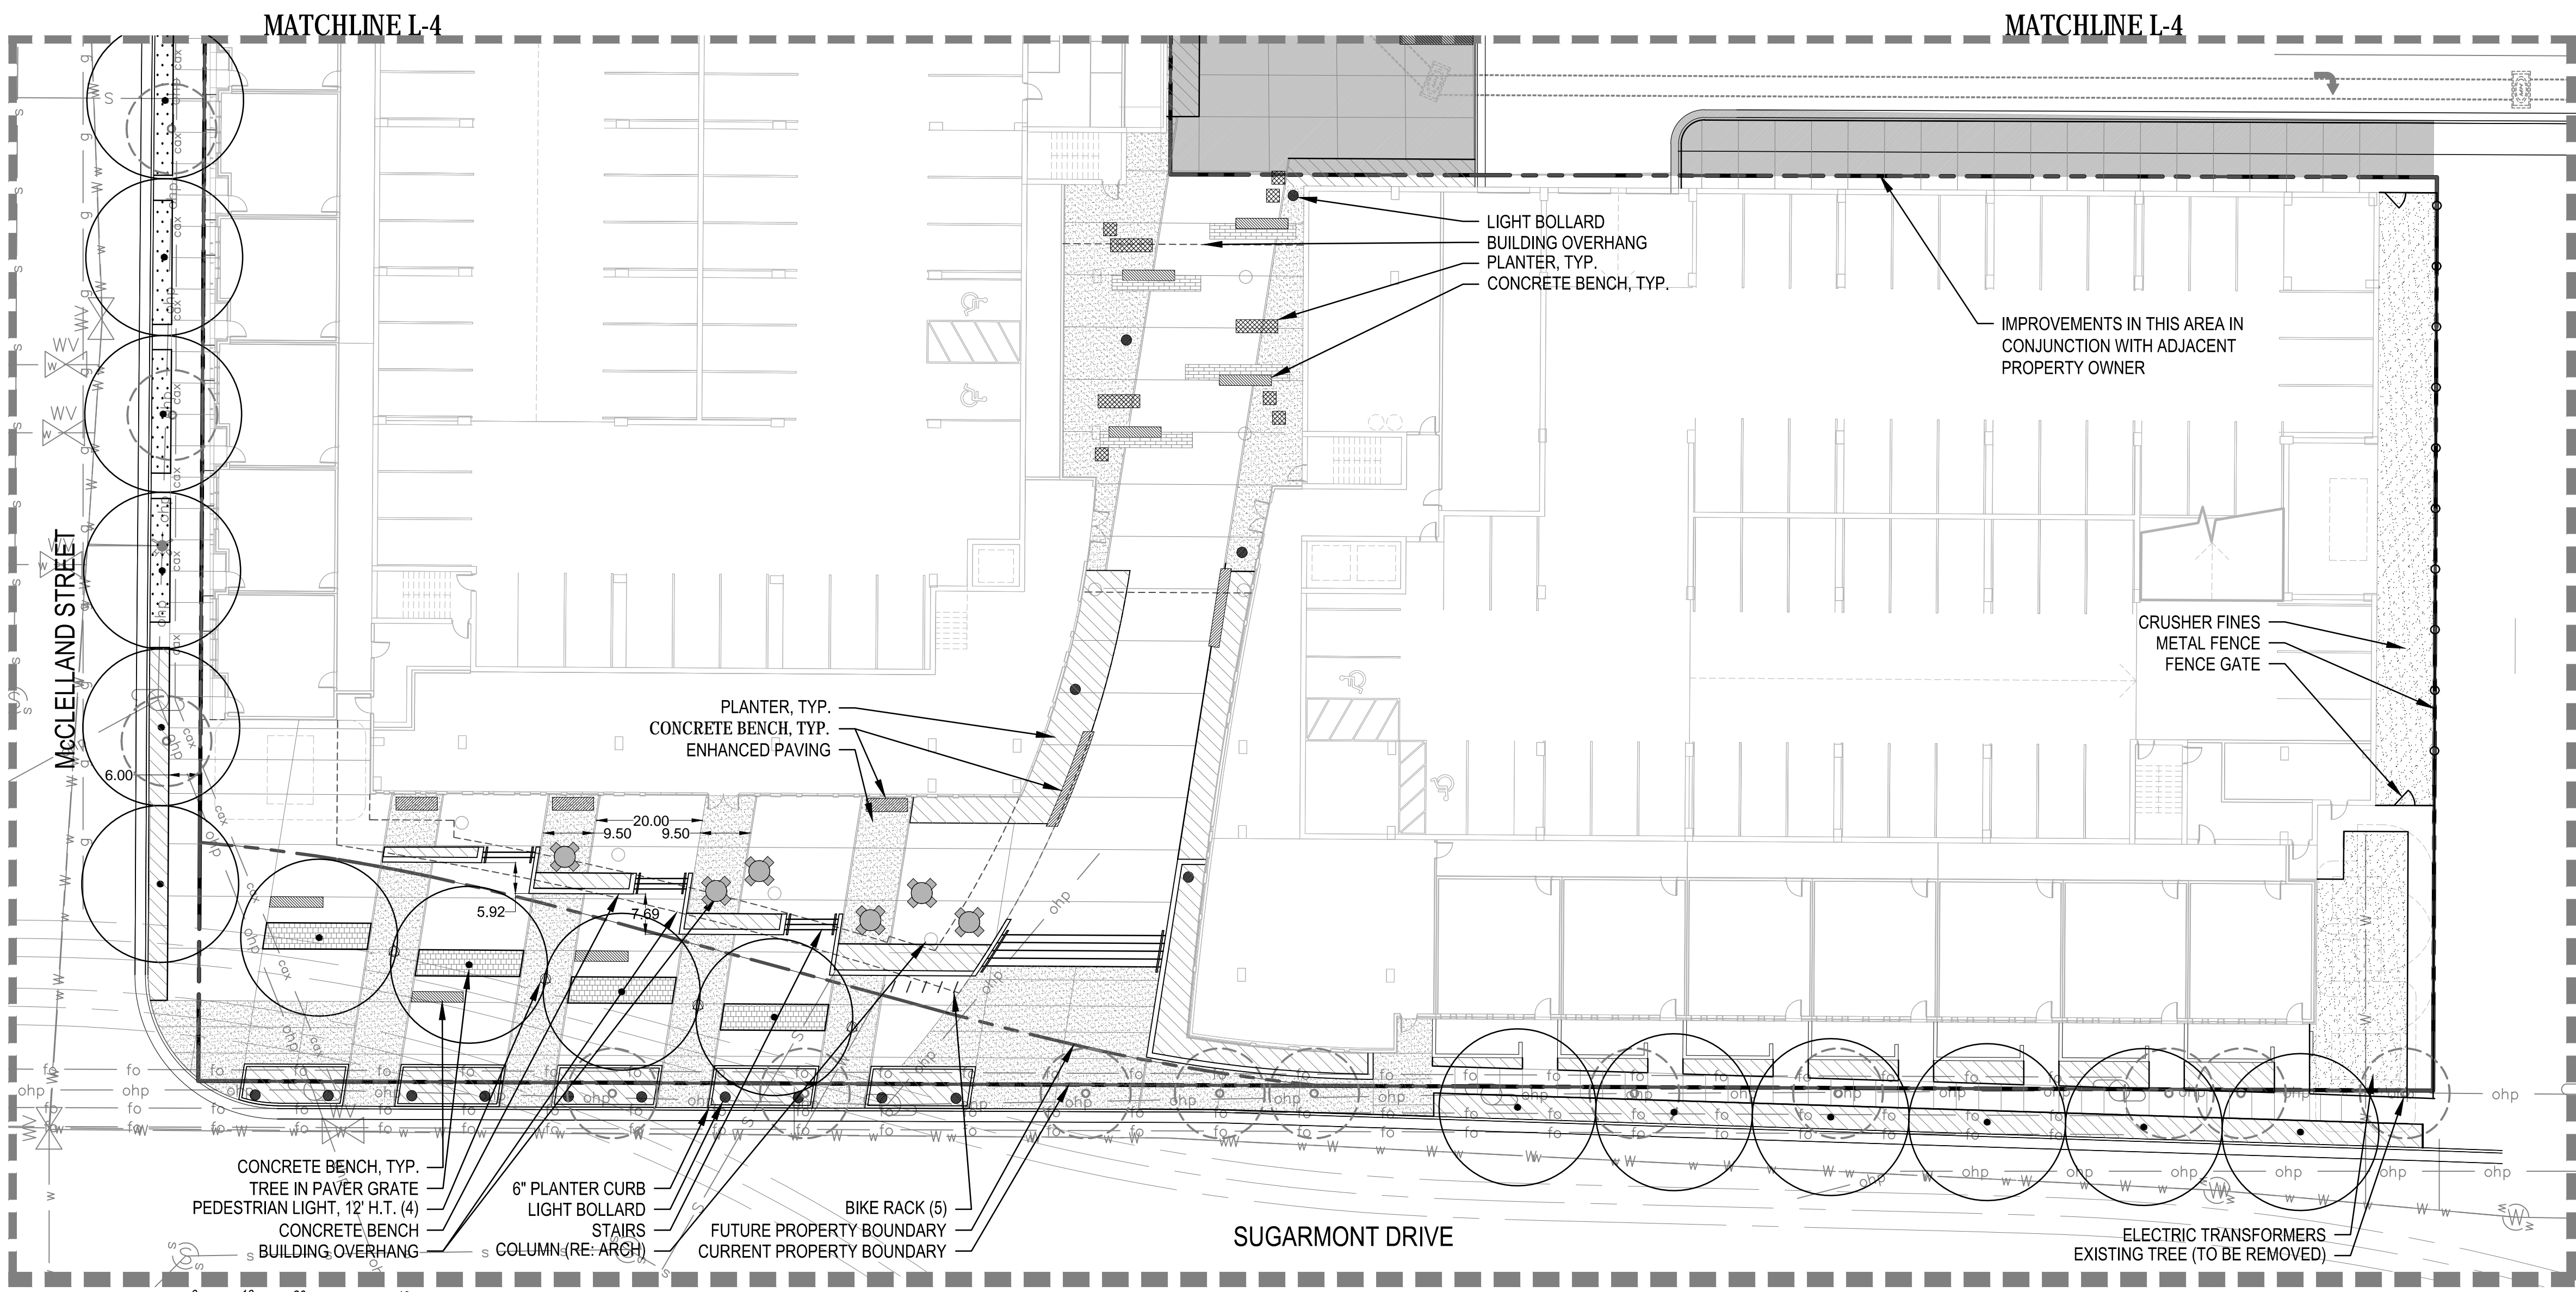 MATCHLINE L-4
MATCHLINE L-4
LIGHT BOLLARD
BUILDING OVERHANG
PLANTER, TYP.
CONCRETE BENCH, TYP.
IMPROVEMENTS IN THIS AREA IN
CONJUNCTION WITH ADJACENT
PROPERTY OWNER
WV
WV
McCLELLAND STREET
CRUSHER FINES
METAL FENCE
FENCE GATE
PLANTER, TYP.
CONCRETE BENCH, TYP.
ENHANCED PAVING
6.00
20.00
9.50
9.50
5.92
7.69
CONCRETE BENCH, TYP.
TREE IN PAVER GRATE
PEDESTRIAN LIGHT, 12' H.T. (4)
CONCRETE BENCH
BUILDING OVERHANG
6" PLANTER CURB
LIGHT BOLLARD
STAIRS
COLUMN (RE: ARCH)
BIKE RACK (5)
FUTURE PROPERTY BOUNDARY
CURRENT PROPERTY BOUNDARY
SUGARMONT DRIVE
ELECTRIC TRANSFORMERS
EXISTING TREE (TO BE REMOVED)